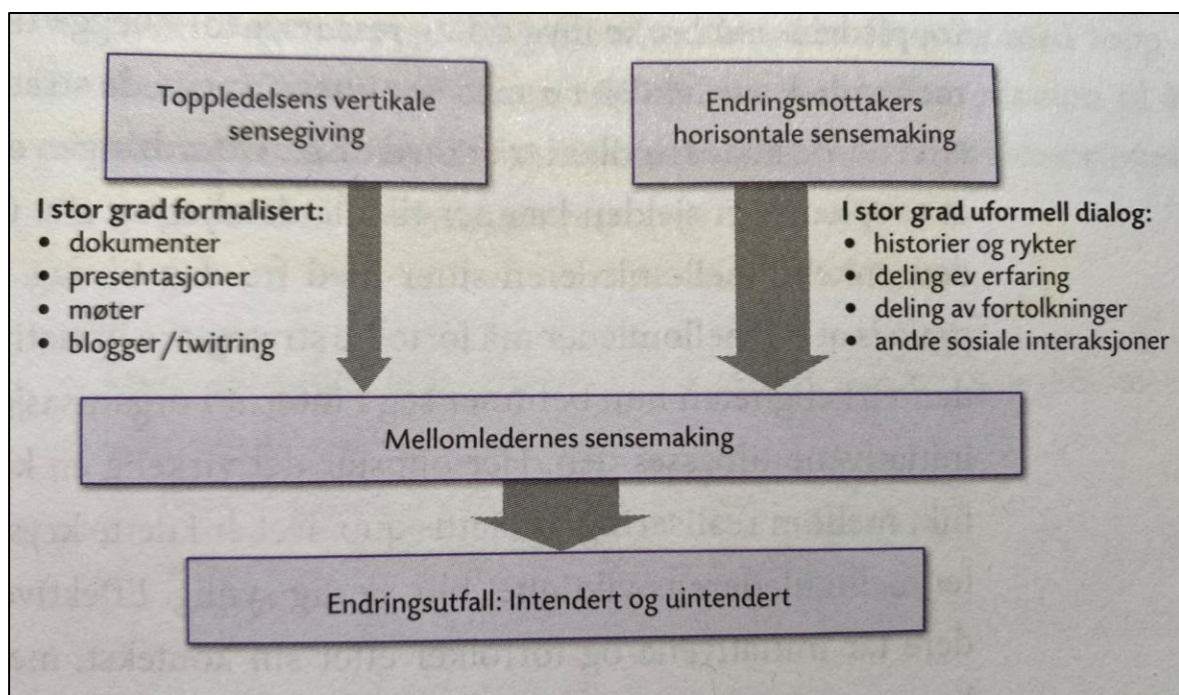 Toppledelsens vertikale
sensegiving
Endringsmottakers
horisontale sensemaking
I stor grad formalisert:
• dokumenter
• presentasjoner
• møter
• blogger/twitring
I stor grad uformell dialog:
• historier og rykter
• deling ev erfaring
• deling av fortolkninger
• andre sosiale interaksjoner
Mellomledernes sensemaking
Endringsutfall: Intendert og uintendert